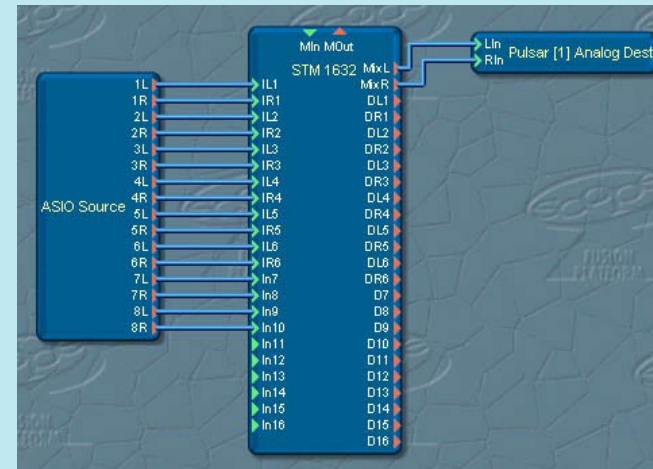 MIn MOut
STM 1632
ASIO Source
1L
1R
2L
2R
3L
3R
4L
4R
5L
5R
6L
6R
7L
7R
8L
8R
IL1
IR1
IL2
IR2
IL3
IR3
IL4
IR4
IL5
IR5
IL6
IR6
In7
In8
In9
In10
In11
In12
In13
In14
In15
In16
MixL
MixR
DL1
DR1
DL2
DR2
DL3
DR3
DL4
DR4
DL5
DR5
DL6
DR6
D7
D8
D9
D10
D11
D12
D13
D14
D15
D16
LIn
RIn
Pulsar [1] Analog Dest
FUSION
PLATFORM